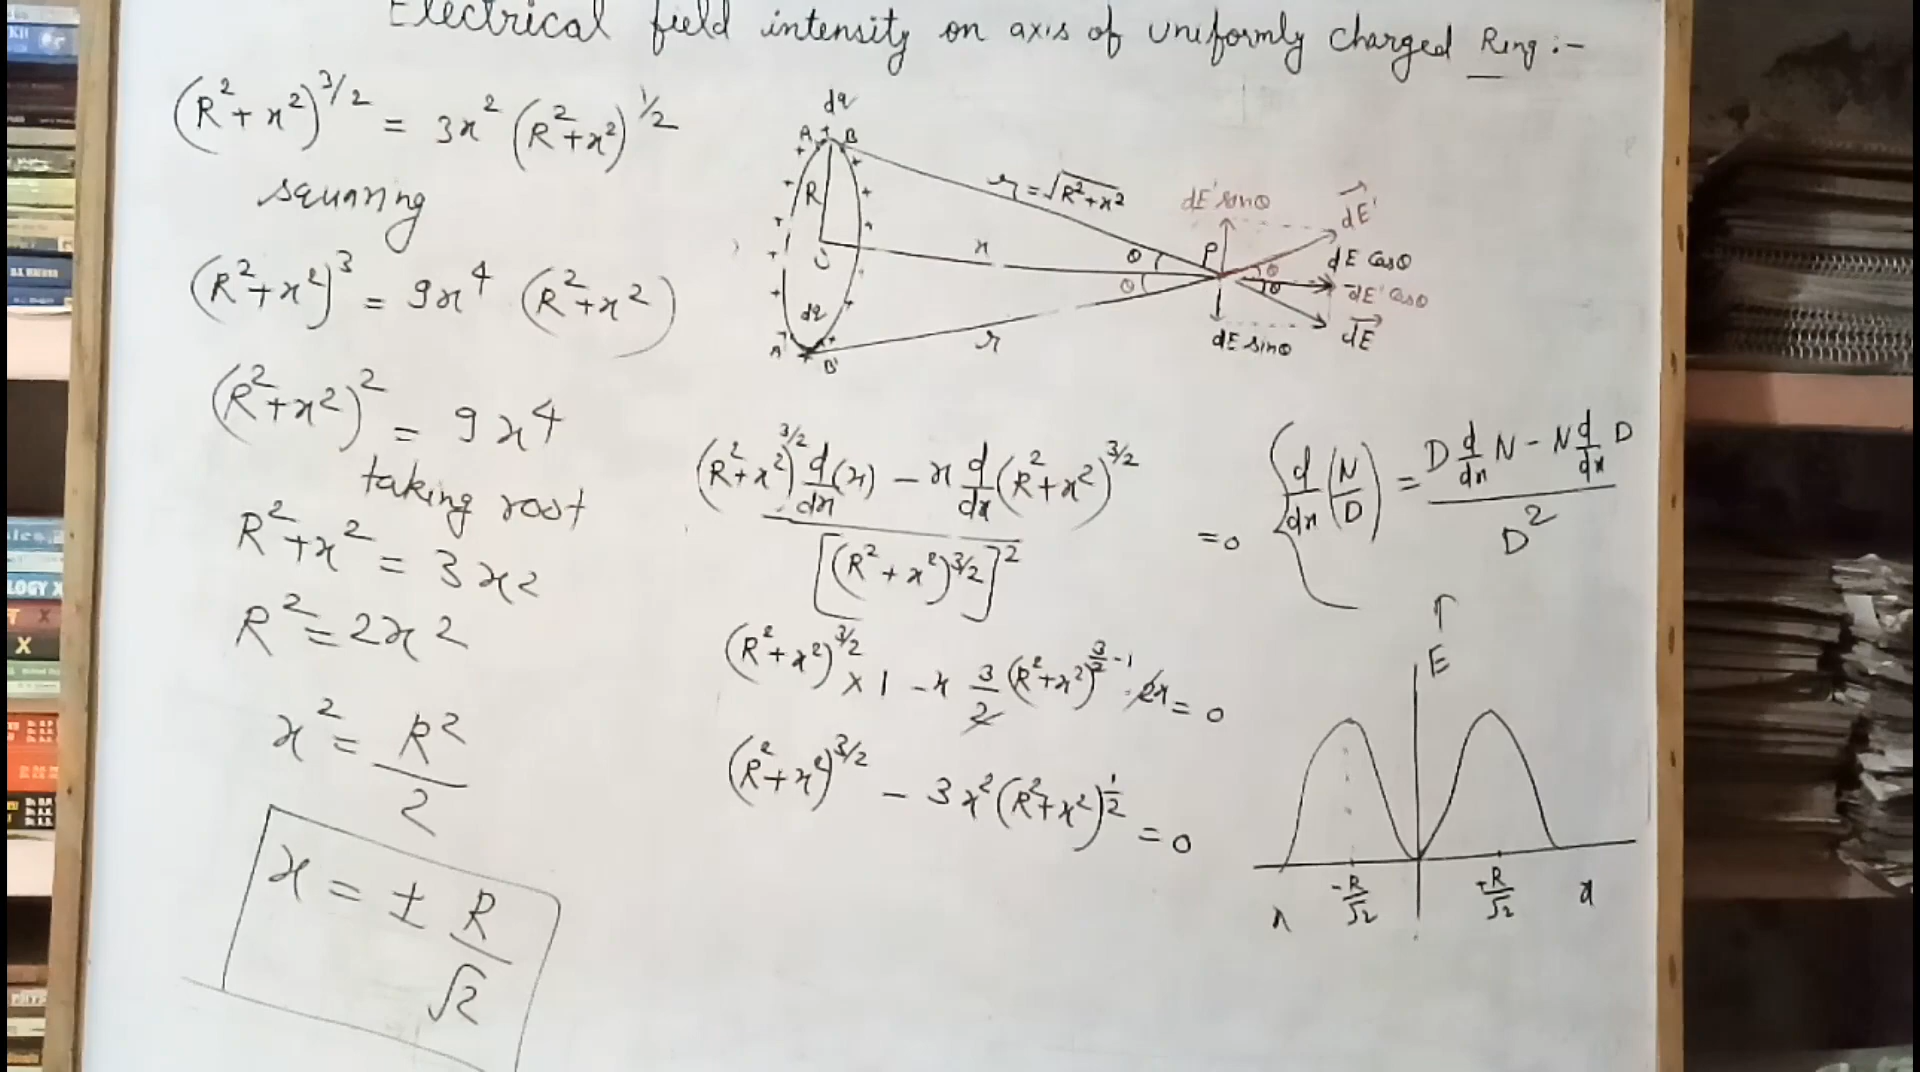 Electrical field intensity on axis of uniformly charged Ring :-
(R²+x²)^3/2 = 3x² (R²+x²)^1/2
squaring
(R²+x²)³ = 9x⁴ (R²+x²)
(R²+x²)² = 9x⁴
taking root
R²+x² = 3x²
R² = 2x²
x² = R²/2
x = ± R/√2
dq
A B
R
r = √R²+x²
x
θ
θ
P
dq
A' B'
r
dE' sinθ
dE'
dE cosθ
θ
θ
dE' cosθ
dE
dE sinθ
(R²+x²)^3/2 d/dx (x) - x d/dx (R²+x²)^3/2
[(R²+x²)^3/2]²
= 0
{ d/dx (N/D) = D d/dx N - N d/dx D
D²
(R²+x²)^3/2 × 1 - x 3/2 (R²+x²)^3/2-1 · 2x = 0
(R²+x²)^3/2 - 3x² (R²+x²)^1/2 = 0
↑
E
-R/√2
+R/√2
x
x
BIOLOGY X
X
X
PHYS